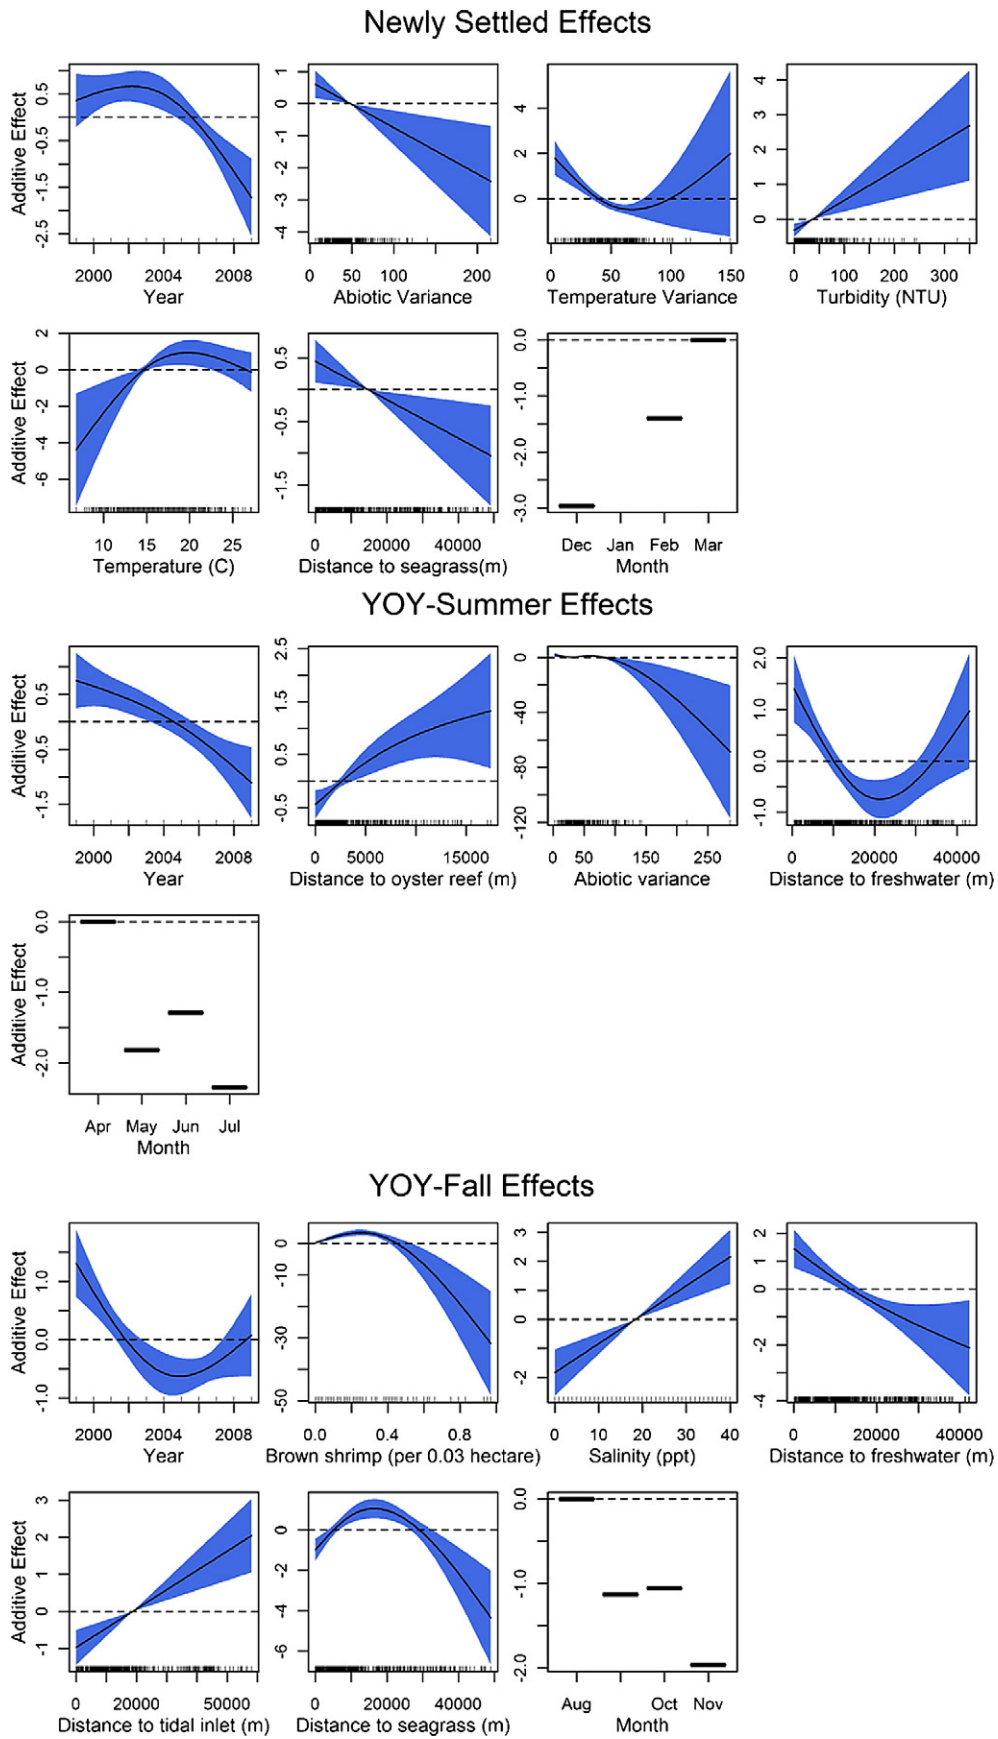 Newly Settled Effects
Additive Effect
0.5
-0.5
-1.5
-2.5
2000 2004 2008
Year
1
0
-1
-2
-3
-4
0 50 100 200
Abiotic Variance
4
2
0
0 50 100 150
Temperature Variance
4
3
2
1
0
0 100 200 300
Turbidity (NTU)
Additive Effect
2
0
-2
-4
-6
10 15 20 25
Temperature (C)
0.5
-0.5
-1.5
0 20000 40000
Distance to seagrass(m)
0.0
-1.0
-2.0
-3.0
Dec Jan Feb Mar
Month
YOY-Summer Effects
Additive Effect
0.5
-0.5
-1.5
2000 2004 2008
Year
2.5
1.5
0.5
-0.5
0 5000 15000
Distance to oyster reef (m)
0
-40
-80
-120
0 50 150 250
Abiotic variance
2.0
1.0
0.0
-1.0
0 20000 40000
Distance to freshwater (m)
Additive Effect
0.0
-1.0
-2.0
Apr May Jun Jul
Month
YOY-Fall Effects
Additive Effect
1.0
0.0
-1.0
2000 2004 2008
Year
0
-10
-30
-50
0.0 0.4 0.8
Brown shrimp (per 0.03 hectare)
3
2
0
-2
0 10 20 30 40
Salinity (ppt)
2
0
-2
-4
0 20000 40000
Distance to freshwater (m)
Additive Effect
3
2
1
0
-1
0 20000 50000
Distance to tidal inlet (m)
0
-2
-4
-6
0 20000 40000
Distance to seagrass (m)
0.0
-1.0
-2.0
Aug Oct Nov
Month